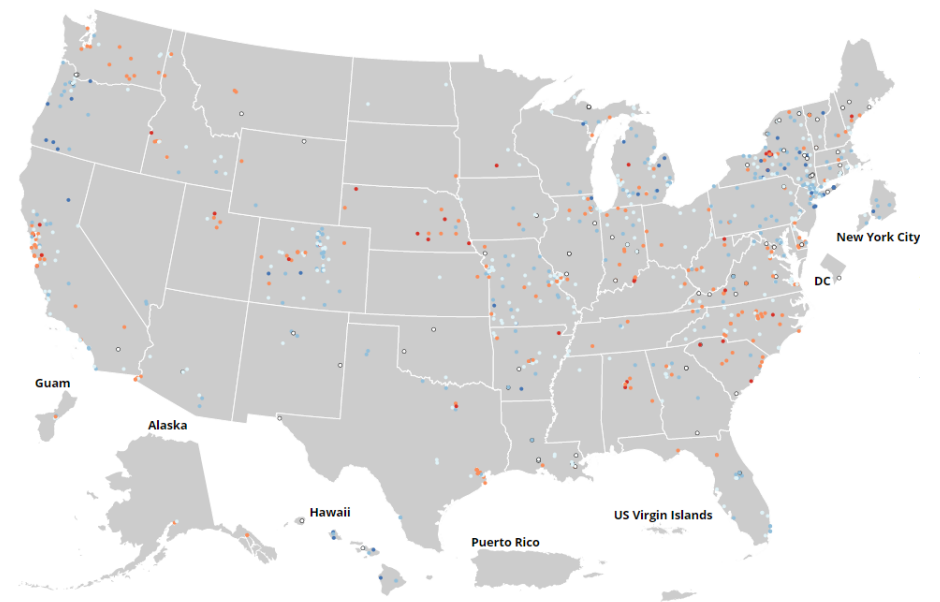 New York City
DC
Guam
Alaska
Hawaii
US Virgin Islands
Puerto Rico